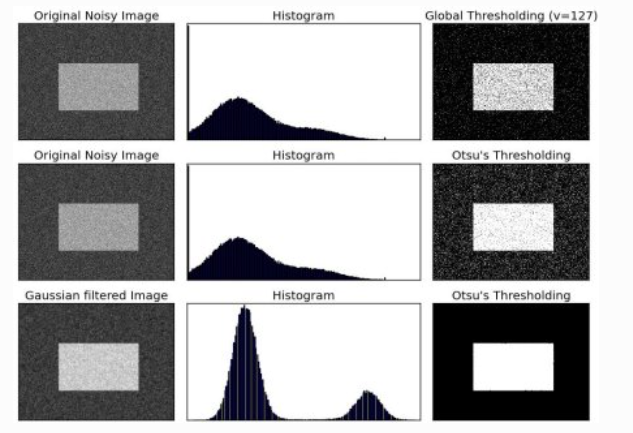 Original Noisy Image Histogram Global Thresholding (v=127)
Original Noisy Image Histogram Otsu's Thresholding
Gaussian filtered Image Histogram Otsu's Thresholding